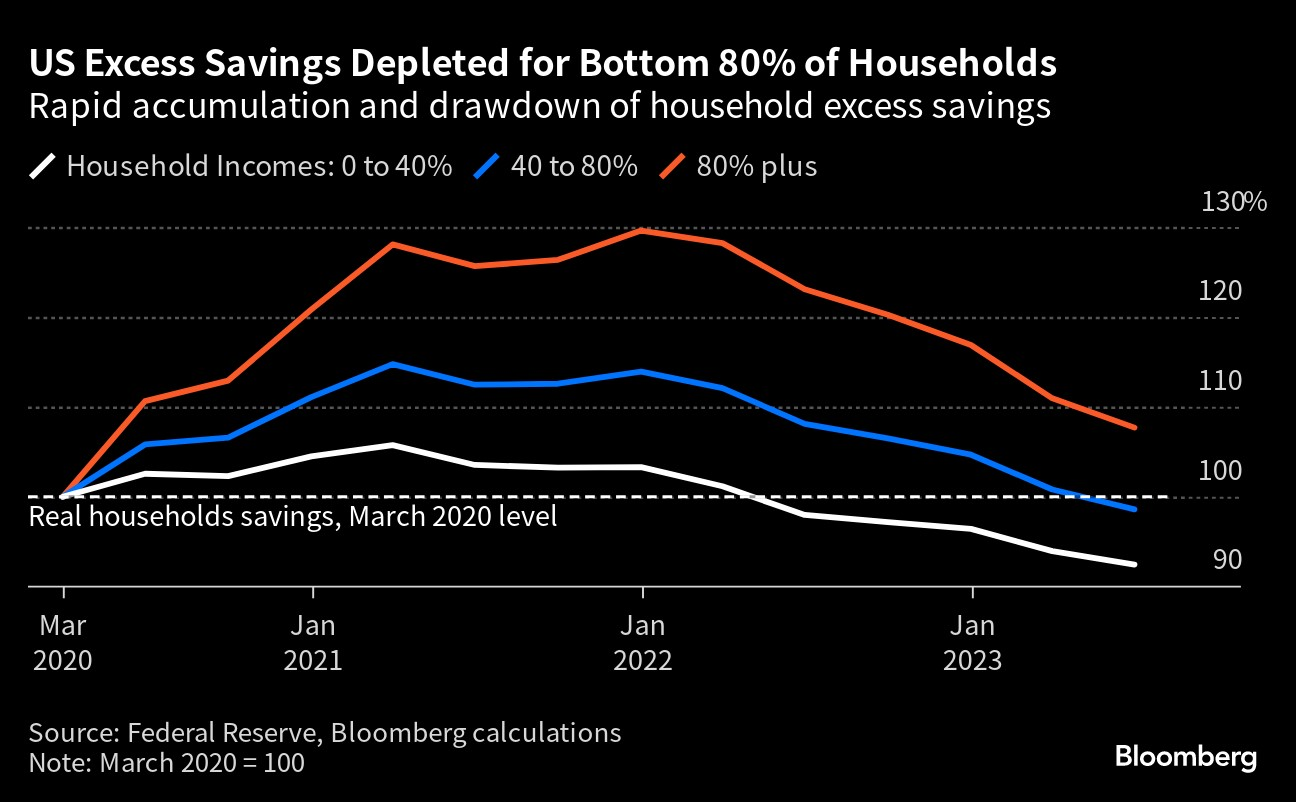 US Excess Savings Depleted for Bottom 80% of Households
Rapid accumulation and drawdown of household excess savings
Household Incomes: 0 to 40% 40 to 80% 80% plus
130%
120
110
100
Real households savings, March 2020 level
90
Mar Jan Jan Jan
2020 2021 2022 2023
Source: Federal Reserve, Bloomberg calculations
Note: March 2020 = 100
Bloomberg